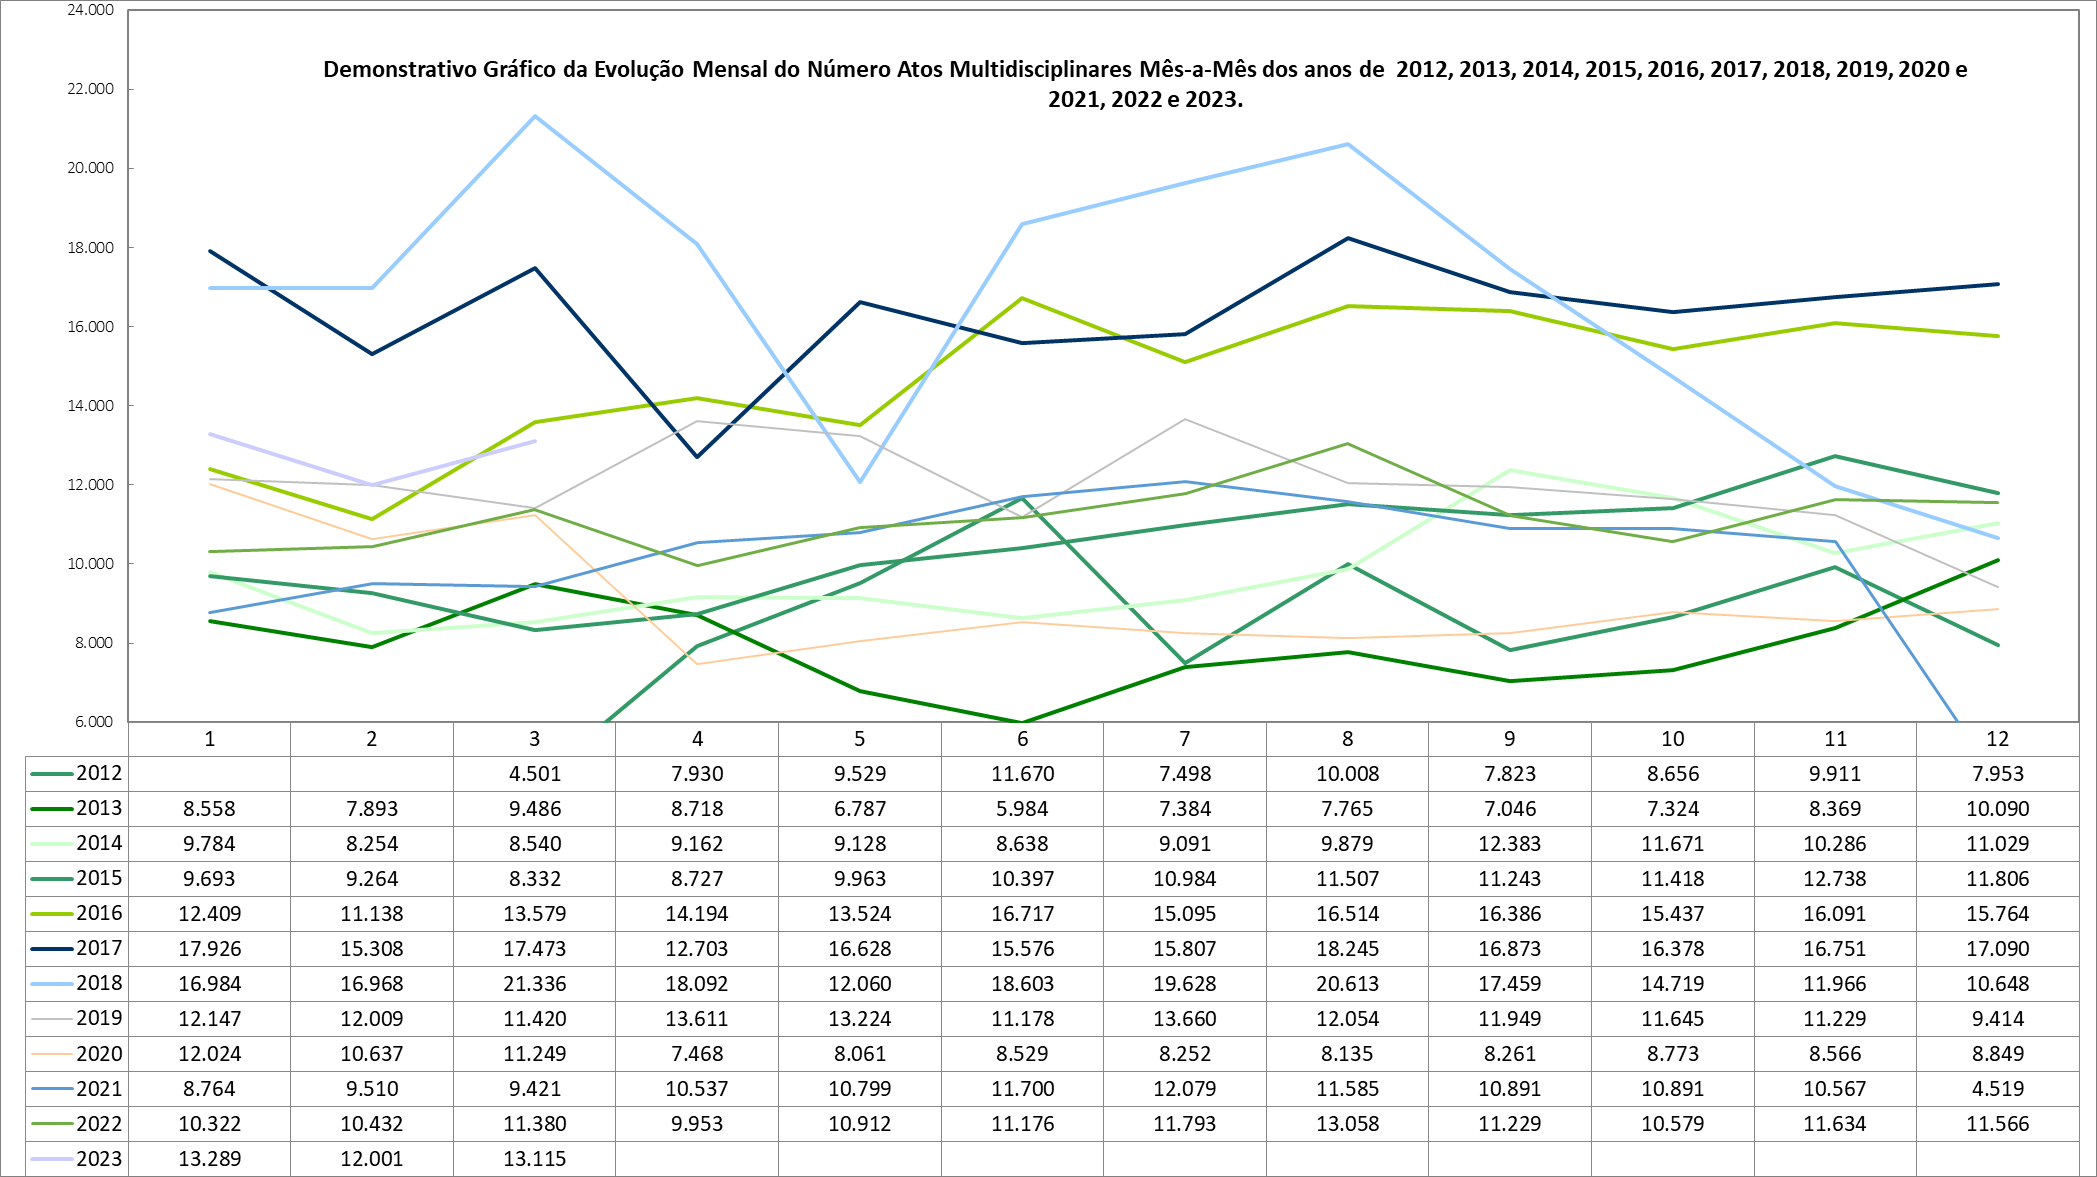 24.000
Demonstrativo Gráfico da Evolução Mensal do Número Atos Multidisciplinares Mês-a-Mês dos anos de 2012, 2013, 2014, 2015, 2016, 2017, 2018, 2019, 2020 e
2021, 2022 e 2023.
22.000
20.000
18.000
16.000
14.000
12.000
10.000
8.000
6.000
1 2 3 4 5 6 7 8 9 10 11 12
2012 4.501 7.930 9.529 11.670 7.498 10.008 7.823 8.656 9.911 7.953
2013 8.558 7.893 9.486 8.718 6.787 5.984 7.384 7.765 7.046 7.324 8.369 10.090
2014 9.784 8.254 8.540 9.162 9.128 8.638 9.091 9.879 12.383 11.671 10.286 11.029
2015 9.693 9.264 8.332 8.727 9.963 10.397 10.984 11.507 11.243 11.418 12.738 11.806
2016 12.409 11.138 13.579 14.194 13.524 16.717 15.095 16.514 16.386 15.437 16.091 15.764
2017 17.926 15.308 17.473 12.703 16.628 15.576 15.807 18.245 16.873 16.378 16.751 17.090
2018 16.984 16.968 21.336 18.092 12.060 18.603 19.628 20.613 17.459 14.719 11.966 10.648
2019 12.147 12.009 11.420 13.611 13.224 11.178 13.660 12.054 11.949 11.645 11.229 9.414
2020 12.024 10.637 11.249 7.468 8.061 8.529 8.252 8.135 8.261 8.773 8.566 8.849
2021 8.764 9.510 9.421 10.537 10.799 11.700 12.079 11.585 10.891 10.891 10.567 4.519
2022 10.322 10.432 11.380 9.953 10.912 11.176 11.793 13.058 11.229 10.579 11.634 11.566
2023 13.289 12.001 13.115